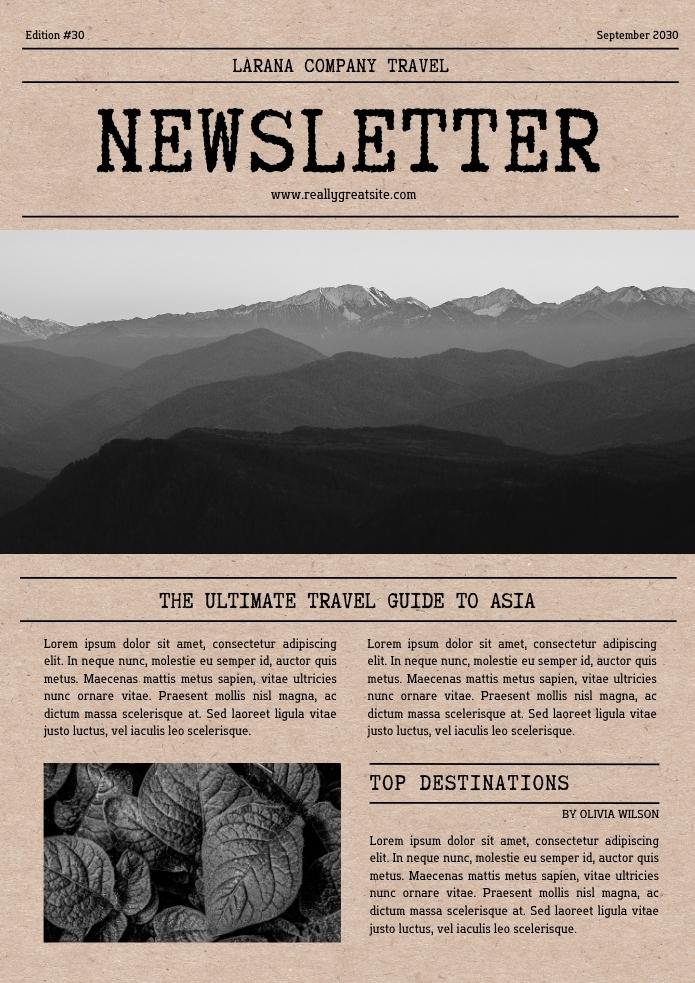 Edition #30
September 2030
LARANA COMPANY TRAVEL
NEWSLETTER
www.reallygreatsite.com
THE ULTIMATE TRAVEL GUIDE TO ASIA
Lorem ipsum dolor sit amet, consectetur adipiscing
elit. In neque nunc, molestie eu semper id, auctor quis
metus. Maecenas mattis metus sapien, vitae ultricies
nunc ornare vitae. Praesent mollis nisl magna, ac
dictum massa scelerisque at. Sed laoreet ligula vitae
justo luctus, vel iaculis leo scelerisque.
Lorem ipsum dolor sit amet, consectetur adipiscing
elit. In neque nunc, molestie eu semper id, auctor quis
metus. Maecenas mattis metus sapien, vitae ultricies
nunc ornare vitae. Praesent mollis nisl magna, ac
dictum massa scelerisque at. Sed laoreet ligula vitae
justo luctus, vel iaculis leo scelerisque.
TOP DESTINATIONS
BY OLIVIA WILSON
Lorem ipsum dolor sit amet, consectetur adipiscing
elit. In neque nunc, molestie eu semper id, auctor quis
metus. Maecenas mattis metus sapien, vitae ultricies
nunc ornare vitae. Praesent mollis nisl magna, ac
dictum massa scelerisque at. Sed laoreet ligula vitae
justo luctus, vel iaculis leo scelerisque.